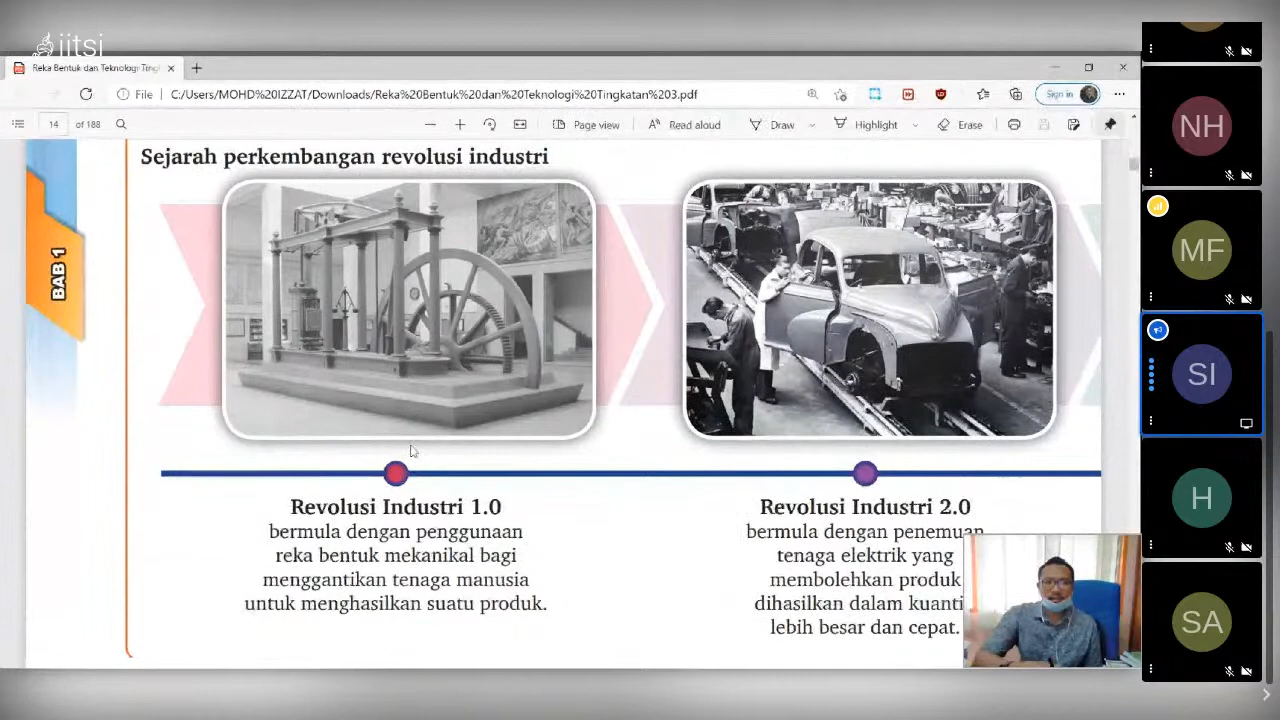 jitsi
Reka Bentuk dan Teknologi Ting
File
C:/Users/MOHD%20IZZAT/Downloads/Reka%20Bentuk%20dan%20Teknologi%20Tingkatan%203.pdf
Sign in
14 of 188
Page view
Read aloud
Draw
Highlight
Erase
Sejarah perkembangan revolusi industri
BAB 1
Revolusi Industri 1.0
bermula dengan penggunaan
reka bentuk mekanikal bagi
menggantikan tenaga manusia
untuk menghasilkan suatu produk.
Revolusi Industri 2.0
bermula dengan penemuan
tenaga elektrik yang
membolehkan produk
dihasilkan dalam kuanti
lebih besar dan cepat.
NH
MF
SI
H
SA